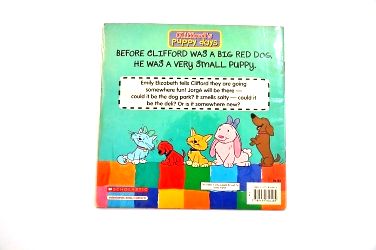 Clifford's
puppy days
BEFORE CLIFFORD WAS A BIG RED DOG,
HE WAS A VERY SMALL PUPPY.
Emily Elizabeth tells Clifford they are going
somewhere fun! Jorgé will be there —
could it be the dog park? It smells salty — could it
be the deli? Or is it somewhere new?
SCHOLASTIC